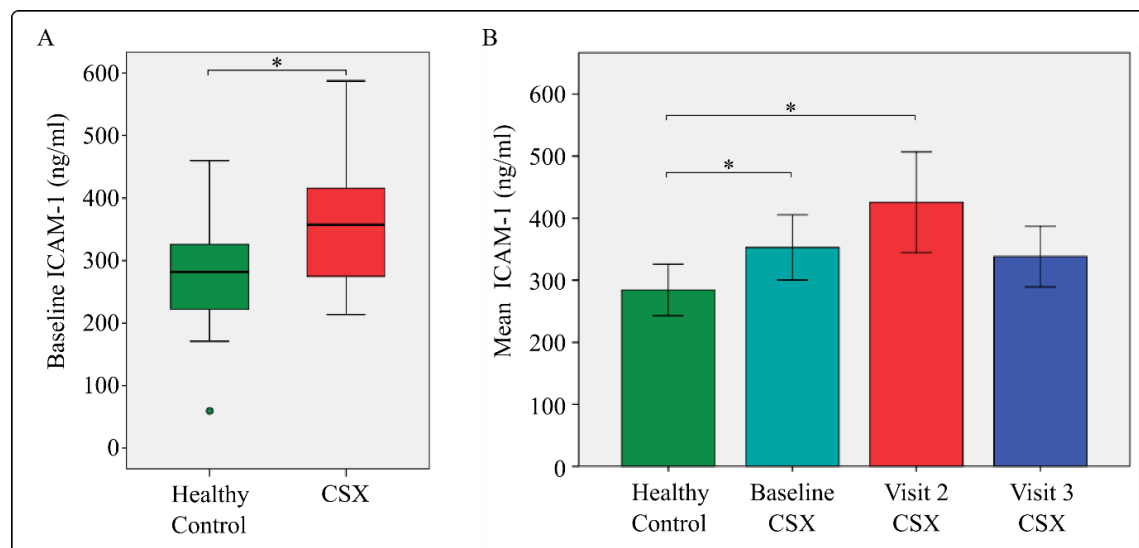 A
Baseline ICAM-1 (ng/ml)
600
500
400
300
200
100
0
*
Healthy
Control
CSX
B
Mean ICAM-1 (ng/ml)
600
500
400
300
200
100
0
*
*
Healthy
Control
Baseline
CSX
Visit 2
CSX
Visit 3
CSX